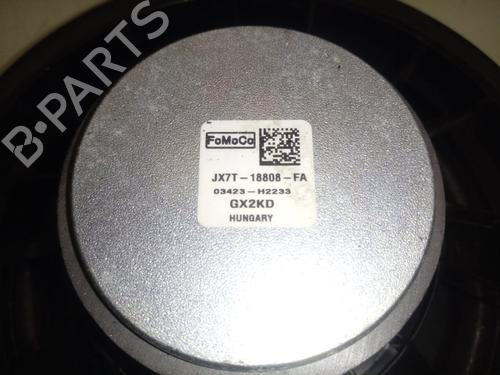 B-PARTS
FoMoCo
JX7T-18808-FA
03423-H2233
GX2KD
HUNGARY